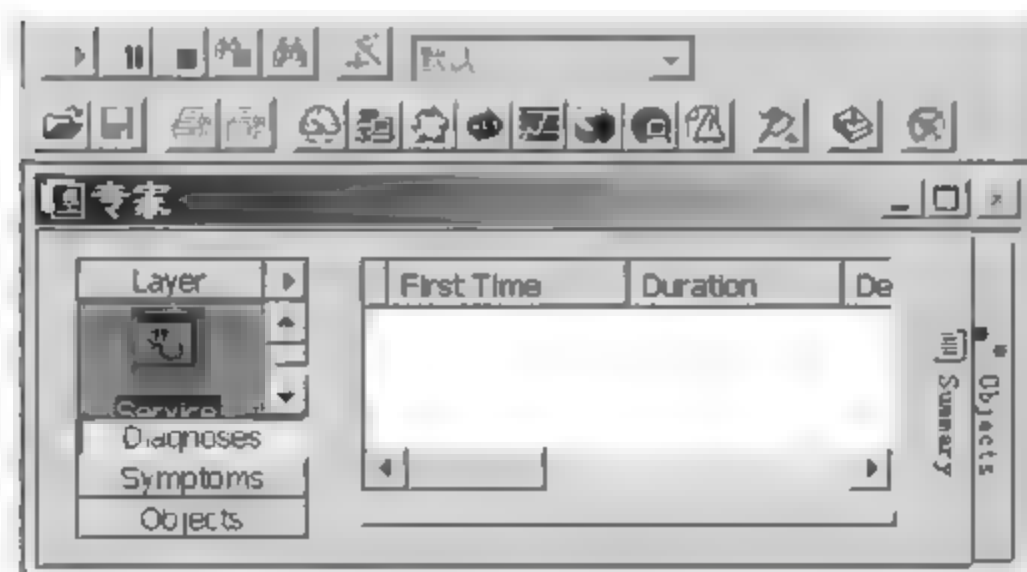 默认
专家
Layer
First Time
Duration
De
Service
Diagnoses
Symptoms
Objects
Summary
Objects